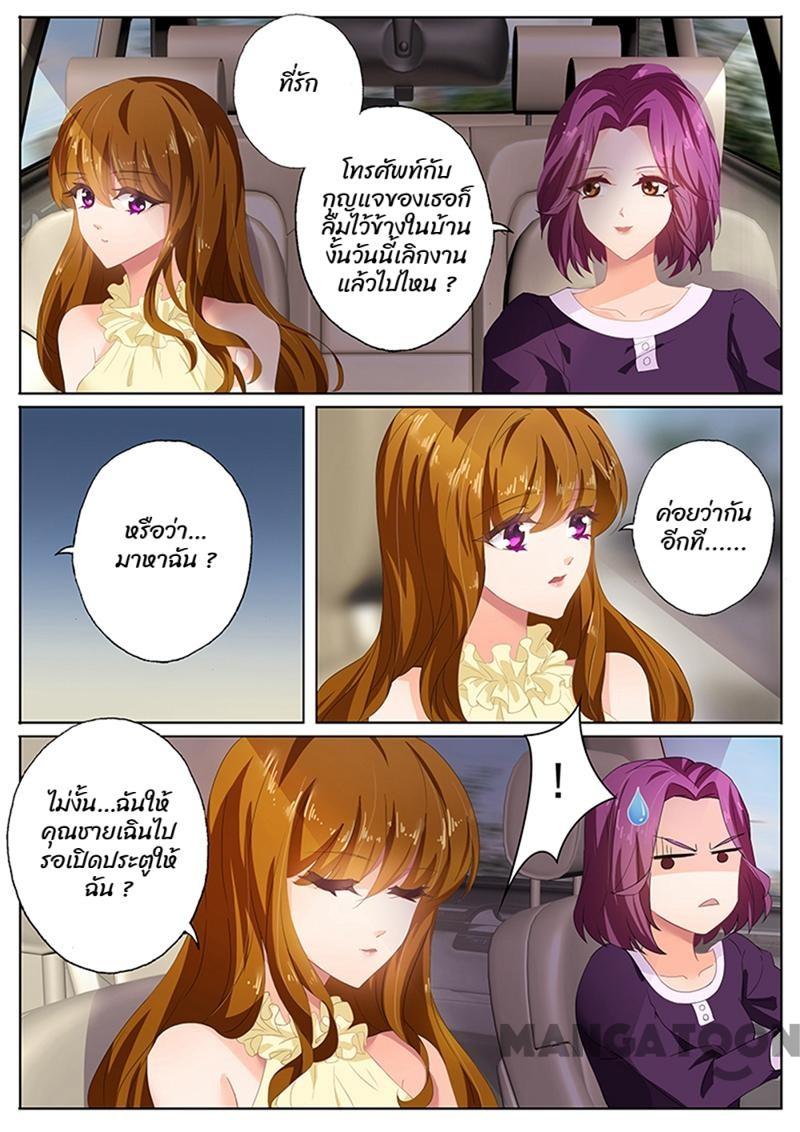 ที่รัก
โทรศัพท์กับ
กุญแจของเธอก็
ลืมไว้ข้างในบ้าน
งั้นวันนี้เลิกงาน
แล้วไปไหน ?
หรือว่า...
มาหาฉัน ?
ค่อยว่ากัน
อีกที......
ไม่งั้น...ฉันให้
คุณชายเฉินไป
รอเปิดประตูให้
ฉัน ?
!
MANGATOON